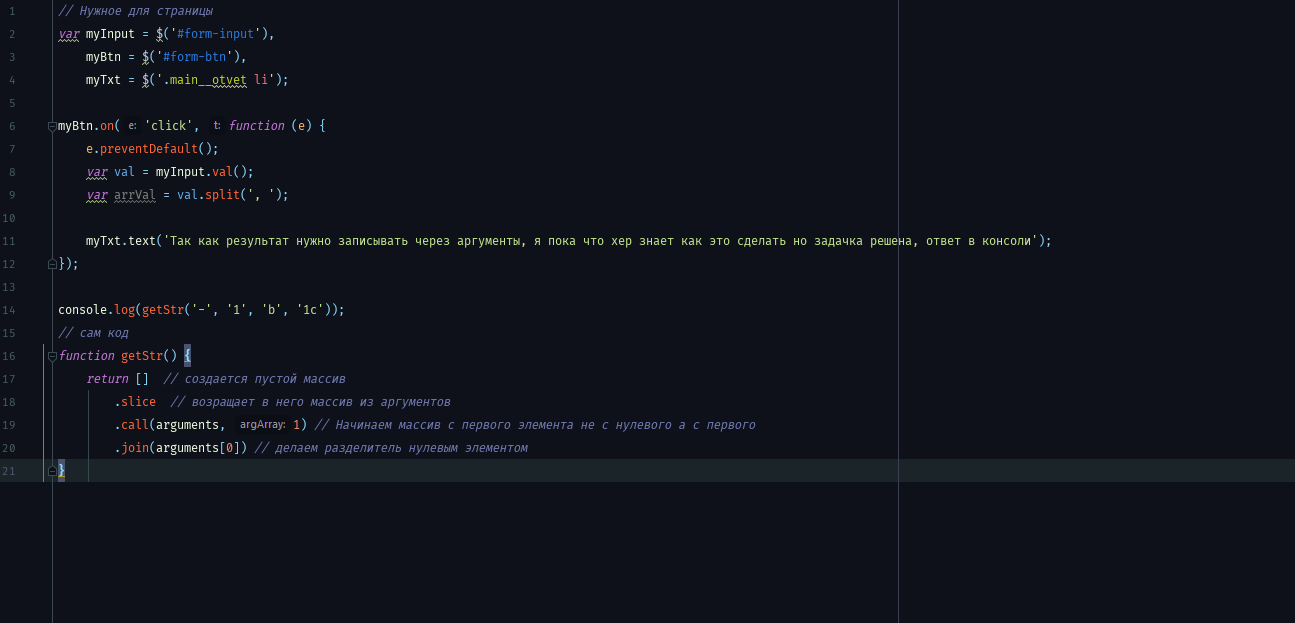 1 // Нужное для страницы
2 var myInput = $('#form-input'),
3 myBtn = $('#form-btn'),
4 myTxt = $('.main__otvet li');
5
6 myBtn.on( e: 'click', t: function (e) {
7 e.preventDefault();
8 var val = myInput.val();
9 var arrVal = val.split(', ');
10
11 myTxt.text('Так как результат нужно записывать через аргументы, я пока что хер знает как это сделать но задачка решена, ответ в консоли');
12 });
13
14 console.log(getStr('-', '1', 'b', '1c'));
15 // сам код
16 function getStr() {
17 return [] // создается пустой массив
18 .slice // возращает в него массив из аргументов
19 .call(arguments, argArray: 1) // Начинаем массив с первого элемента не с нулевого а с первого
20 .join(arguments[0]) // делаем разделитель нулевым элементом
21 }